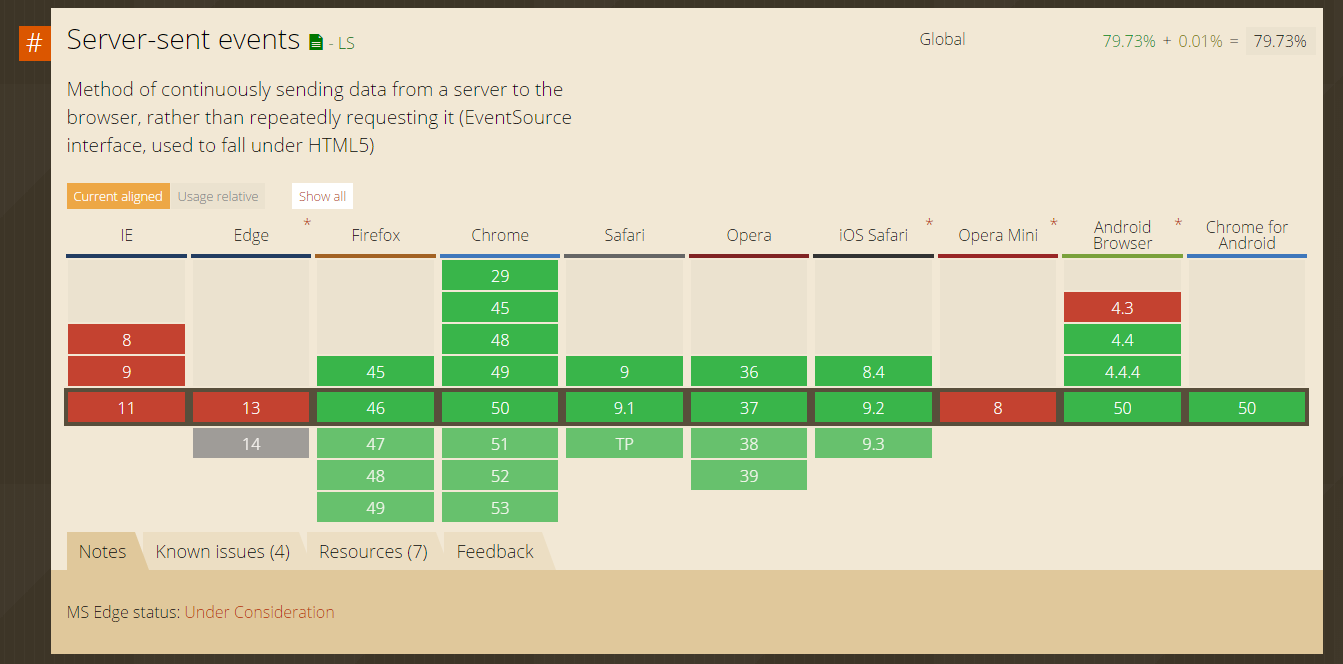 #
Server-sent events - LS
Global
79.73% + 0.01% = 79.73%
Method of continuously sending data from a server to the
browser, rather than repeatedly requesting it (EventSource
interface, used to fall under HTML5)
Current aligned Usage relative Show all
IE Edge * Firefox Chrome Safari Opera iOS Safari * Opera Mini * Android Browser * Chrome for Android
29
45 4.3
8 48 4.4
9 45 49 9 36 8.4 4.4.4
11 13 46 50 9.1 37 9.2 8 50 50
14 47 51 TP 38 9.3
48 52 39
49 53
Notes Known issues (4) Resources (7) Feedback
MS Edge status: Under Consideration